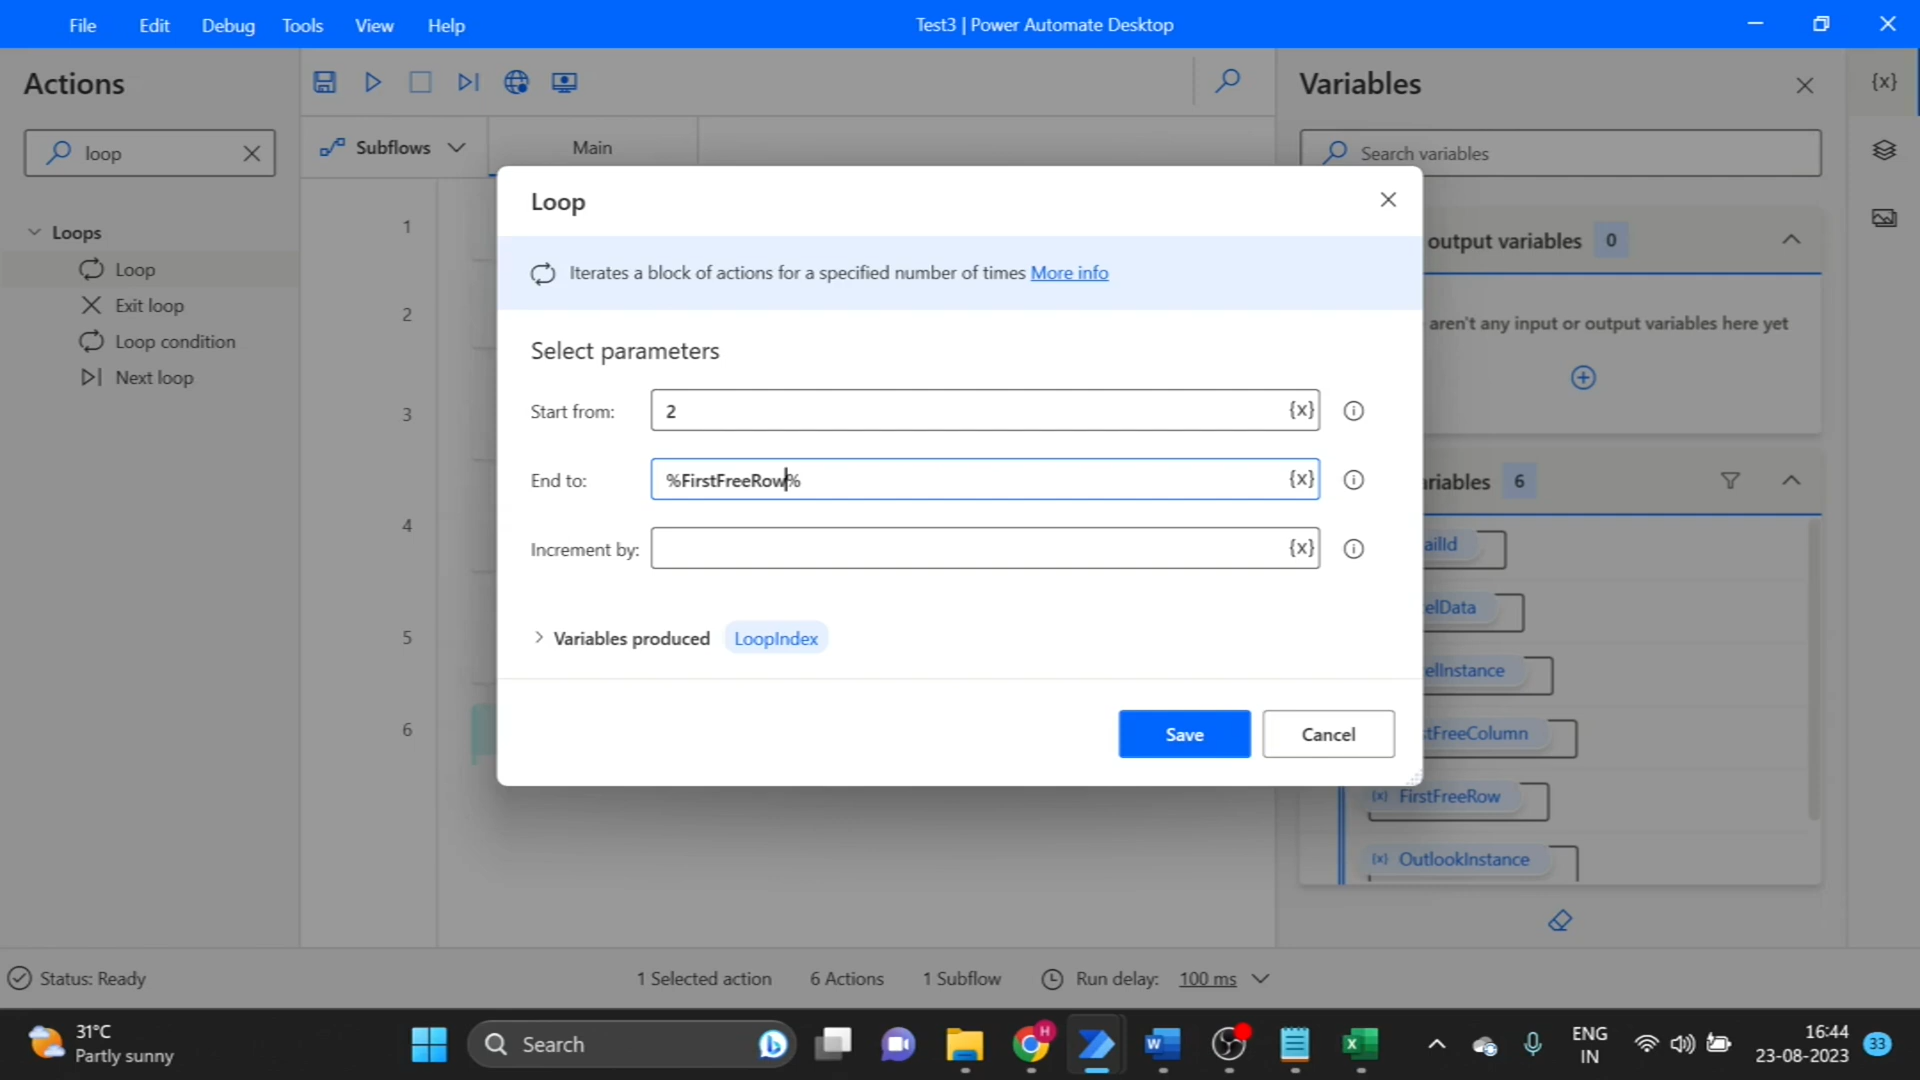 File Edit Debug Tools View Help Test3 | Power Automate Desktop
Actions
loop
Loops
Loop
Exit loop
Loop condition
Next loop
Subflows Main
1
2
3
4
5
6
Loop
Iterates a block of actions for a specified number of times More info
Select parameters
Start from: 2 {x}
End to: %FirstFreeRow% {x}
Increment by: {x}
Variables produced LoopIndex
Save Cancel
Variables {x}
Search variables
output variables 0
aren't any input or output variables here yet
riables 6
ailId
elData
elInstance
tFreeColumn
{x} FirstFreeRow
{x} OutlookInstance
Status: Ready 1 Selected action 6 Actions 1 Subflow Run delay: 100 ms
31°C
Partly sunny
Search
H
W
X
ENG
IN
16:44
23-08-2023
33